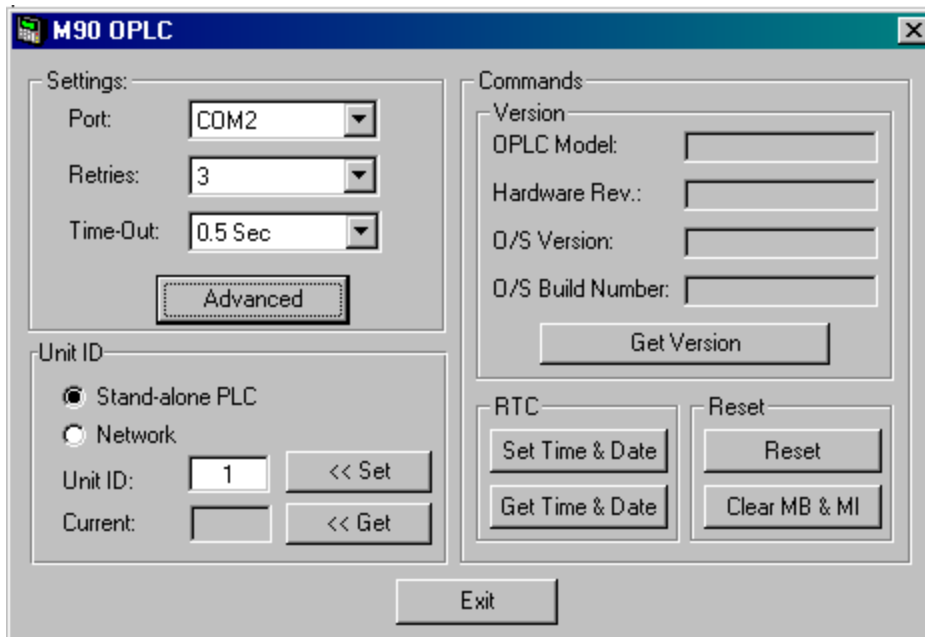 M90 OPLC
Settings:
Port: COM2
Retries: 3
Time-Out: 0.5 Sec
Advanced
Unit ID
Stand-alone PLC
Network
Unit ID: 1 << Set
Current: << Get
Commands
Version
OPLC Model:
Hardware Rev.:
O/S Version:
O/S Build Number:
Get Version
RTC
Set Time & Date
Get Time & Date
Reset
Reset
Clear MB & MI
Exit